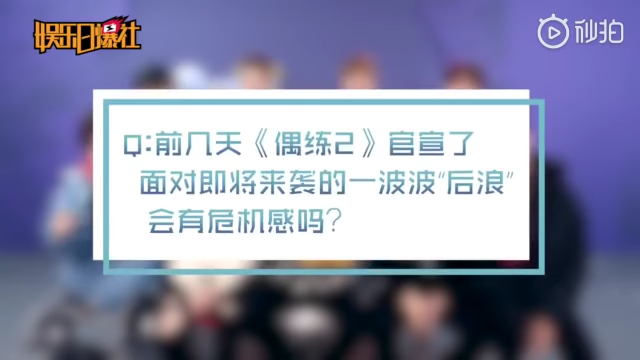 娱乐日爆社
秒拍
Q:前几天《偶练2》官宣了
面对即将来袭的一波波“后浪”
会有危机感吗?